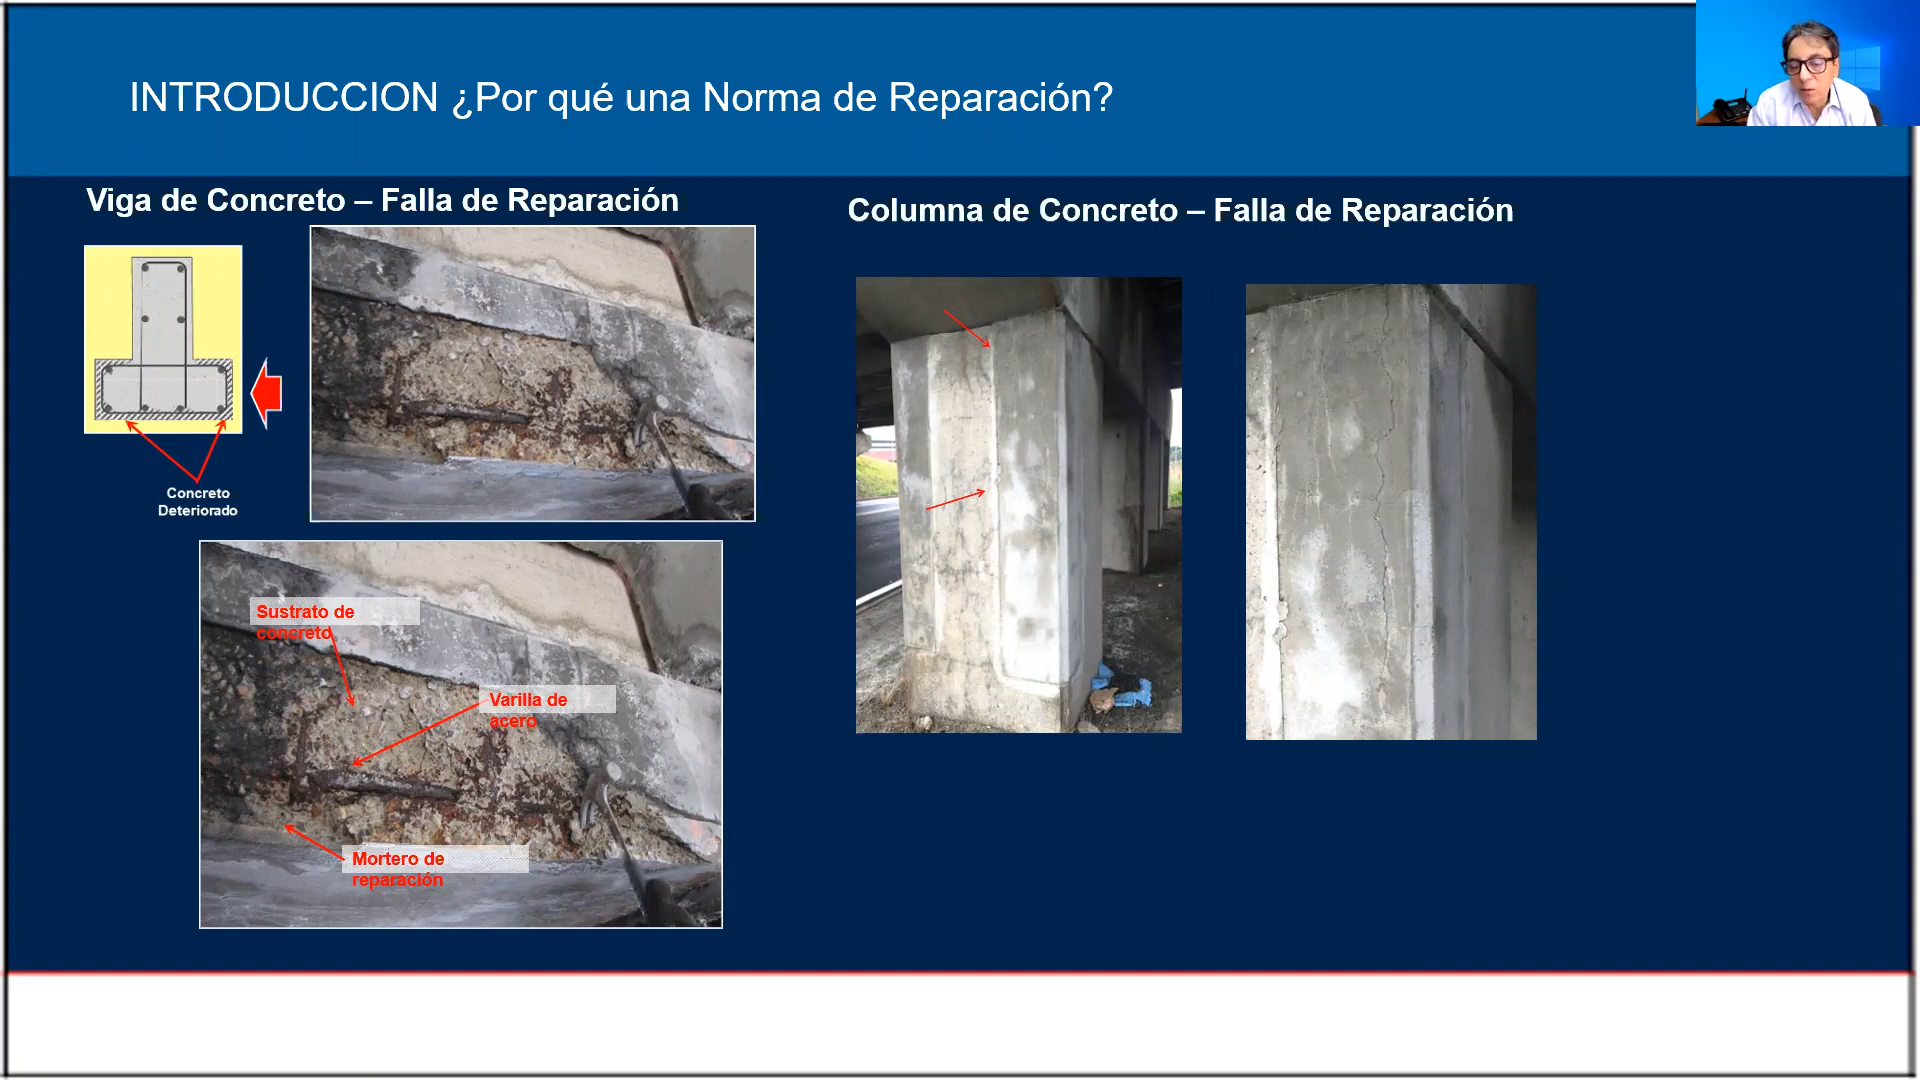 INTRODUCCION ¿Por qué una Norma de Reparación?
Viga de Concreto – Falla de Reparación
Concreto
Deteriorado
Sustrato de
concreto
Varilla de
acero
Mortero de
reparación
Columna de Concreto – Falla de Reparación